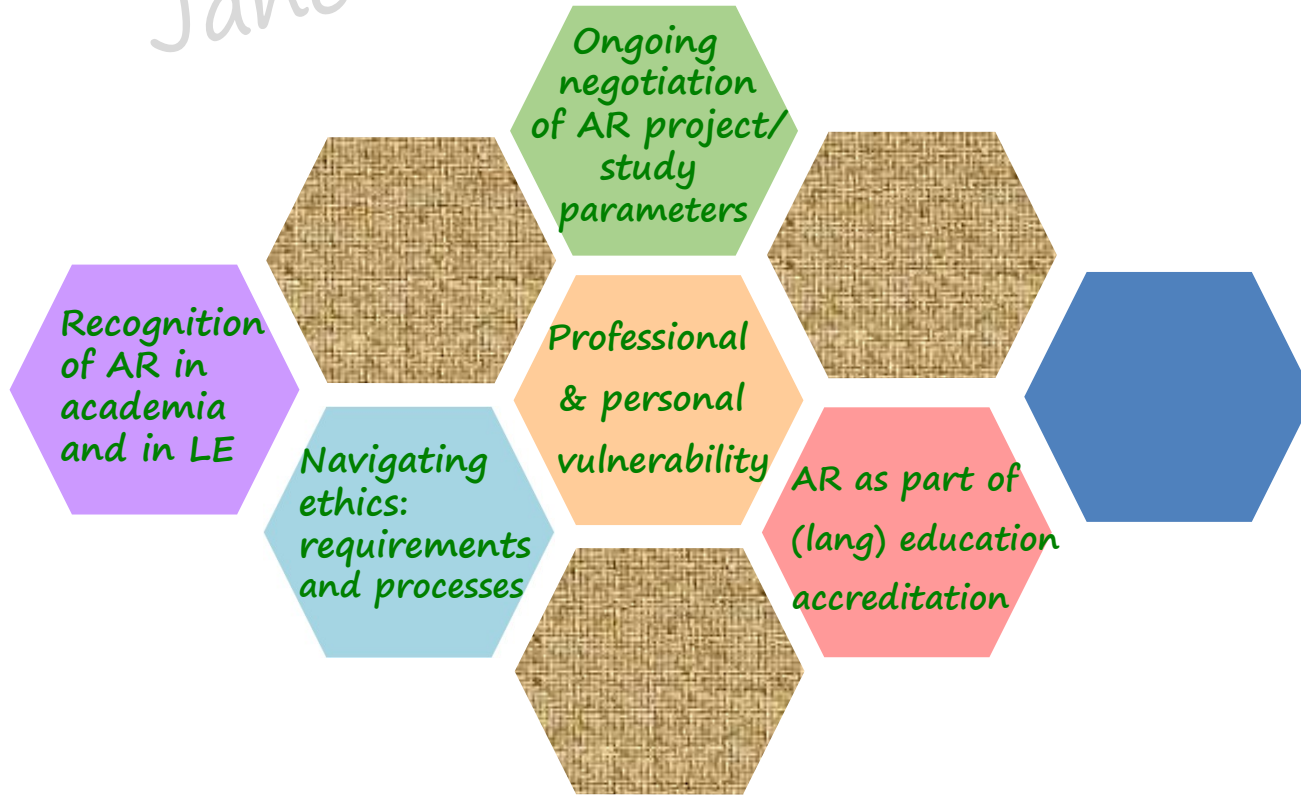 Ongoing
negotiation
of AR project/
study
parameters
Recognition
of AR in
academia
and in LE
Professional
& personal
vulnerability
Navigating
ethics:
requirements
and processes
AR as part of
(lang) education
accreditation